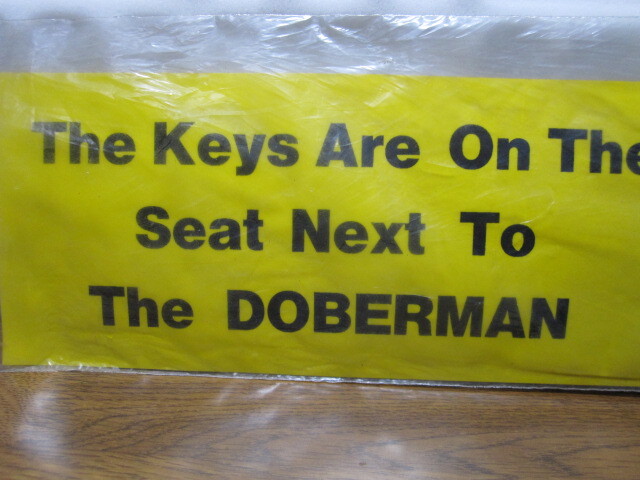 The Keys Are On The
Seat Next To
The DOBERMAN